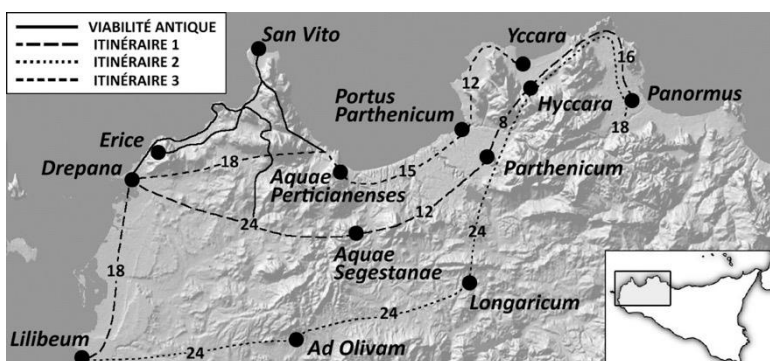 VIABILITÉ ANTIQUE
ITINÉRAIRE 1
ITINÉRAIRE 2
ITINÉRAIRE 3
San Vito
Yccara
16
12
Portus
Parthenicum
Hyccara
Panormus
8
18
Erice
Drepana
18
15
Parthenicum
Aquae
Perticianenses
12
24
24
Aquae
Segestanae
18
Longaricum
24
Lilibeum
24
Ad Olivam